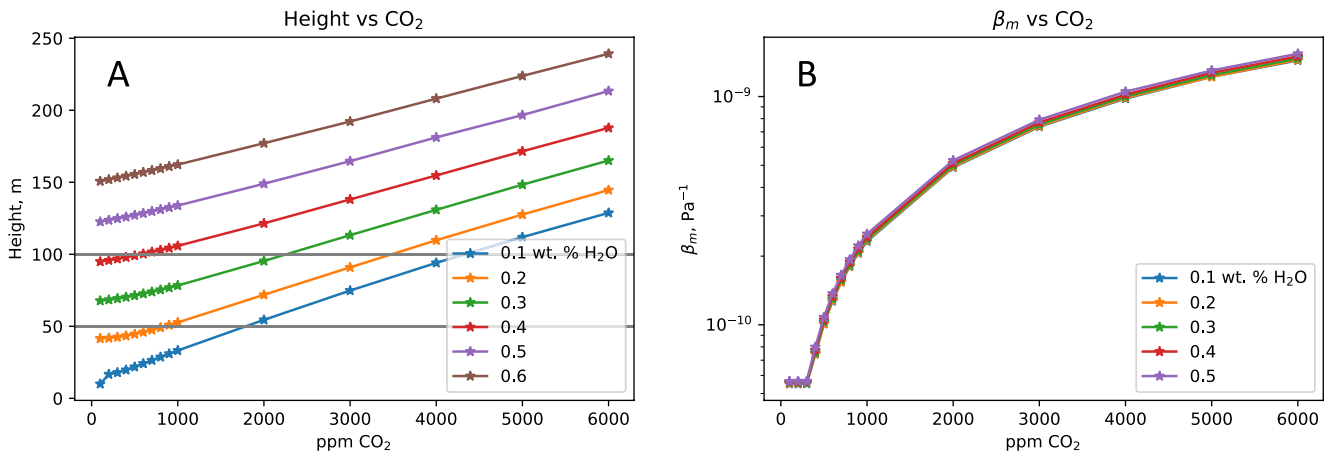 Height vs CO₂
A
Height, m
250
200
150
100
50
0
0 1000 2000 3000 4000 5000 6000
ppm CO₂
0.1 wt. % H₂O
0.2
0.3
0.4
0.5
0.6
βₘ vs CO₂
B
βₘ, Pa⁻¹
10⁻⁹
10⁻¹⁰
0 1000 2000 3000 4000 5000 6000
ppm CO₂
0.1 wt. % H₂O
0.2
0.3
0.4
0.5